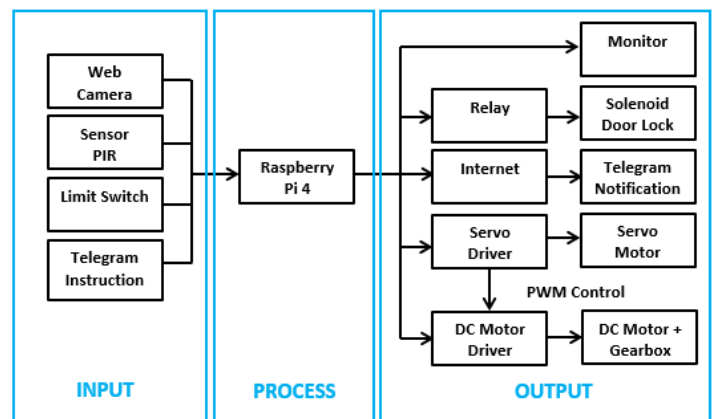 Web
Camera
Sensor
PIR
Limit Switch
Telegram
Instruction
INPUT
Raspberry
Pi 4
PROCESS
Monitor
Relay
Solenoid
Door Lock
Internet
Telegram
Notification
Servo
Driver
Servo
Motor
PWM Control
DC Motor
Driver
DC Motor +
Gearbox
OUTPUT